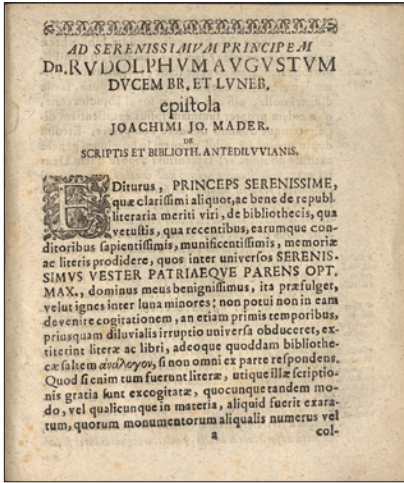 AD SERENISSIMVM PRINCIPEM
Dn. RVDOLPHVM AVGVSTVM
DVCEM BR. ET LVNEB.
epiſtola
JOACHIMI JO. MADER.
DE
SCRIPTIS ET BIBLIOTH. ANTEDILVVIANIS.
EDiturus, PRINCEPS SERENISSIME,
quæ clariſſimi aliquot, ac bene de republ.
literaria meriti viri, de bibliothecis, qua
vetuſtis, qua recentibus, earumque con-
ditoribus ſapientiſſimis, munificentiſſimis, memoriæ
ac literis prodidere, quos inter univerſos SERENIS-
SIMVS VESTER PATRIAEQVE PARENS OPT.
MAX., dominus meus benigniſſimus, ita præfulget,
velut ignes inter luna minores; non potui non in eam
devenire cogitationem, an etiam primis temporibus,
priusquam diluvialis irruptio univerſa obduceret, ex-
titerint literæ ac libri, adeoque quoddam bibliothe-
cæ ſaltem ἀνάλογον, ſi non omni ex parte reſpondens.
Quod ſi enim tum fuerunt literæ, utique illæ ſcriptio-
nis gratia ſunt excogitatæ, quocunque tandem mo-
do, vel qualicunque in materia, aliquid fuerit exara-
tum, quorum monumentorum aliqualis numerus vel
a col-